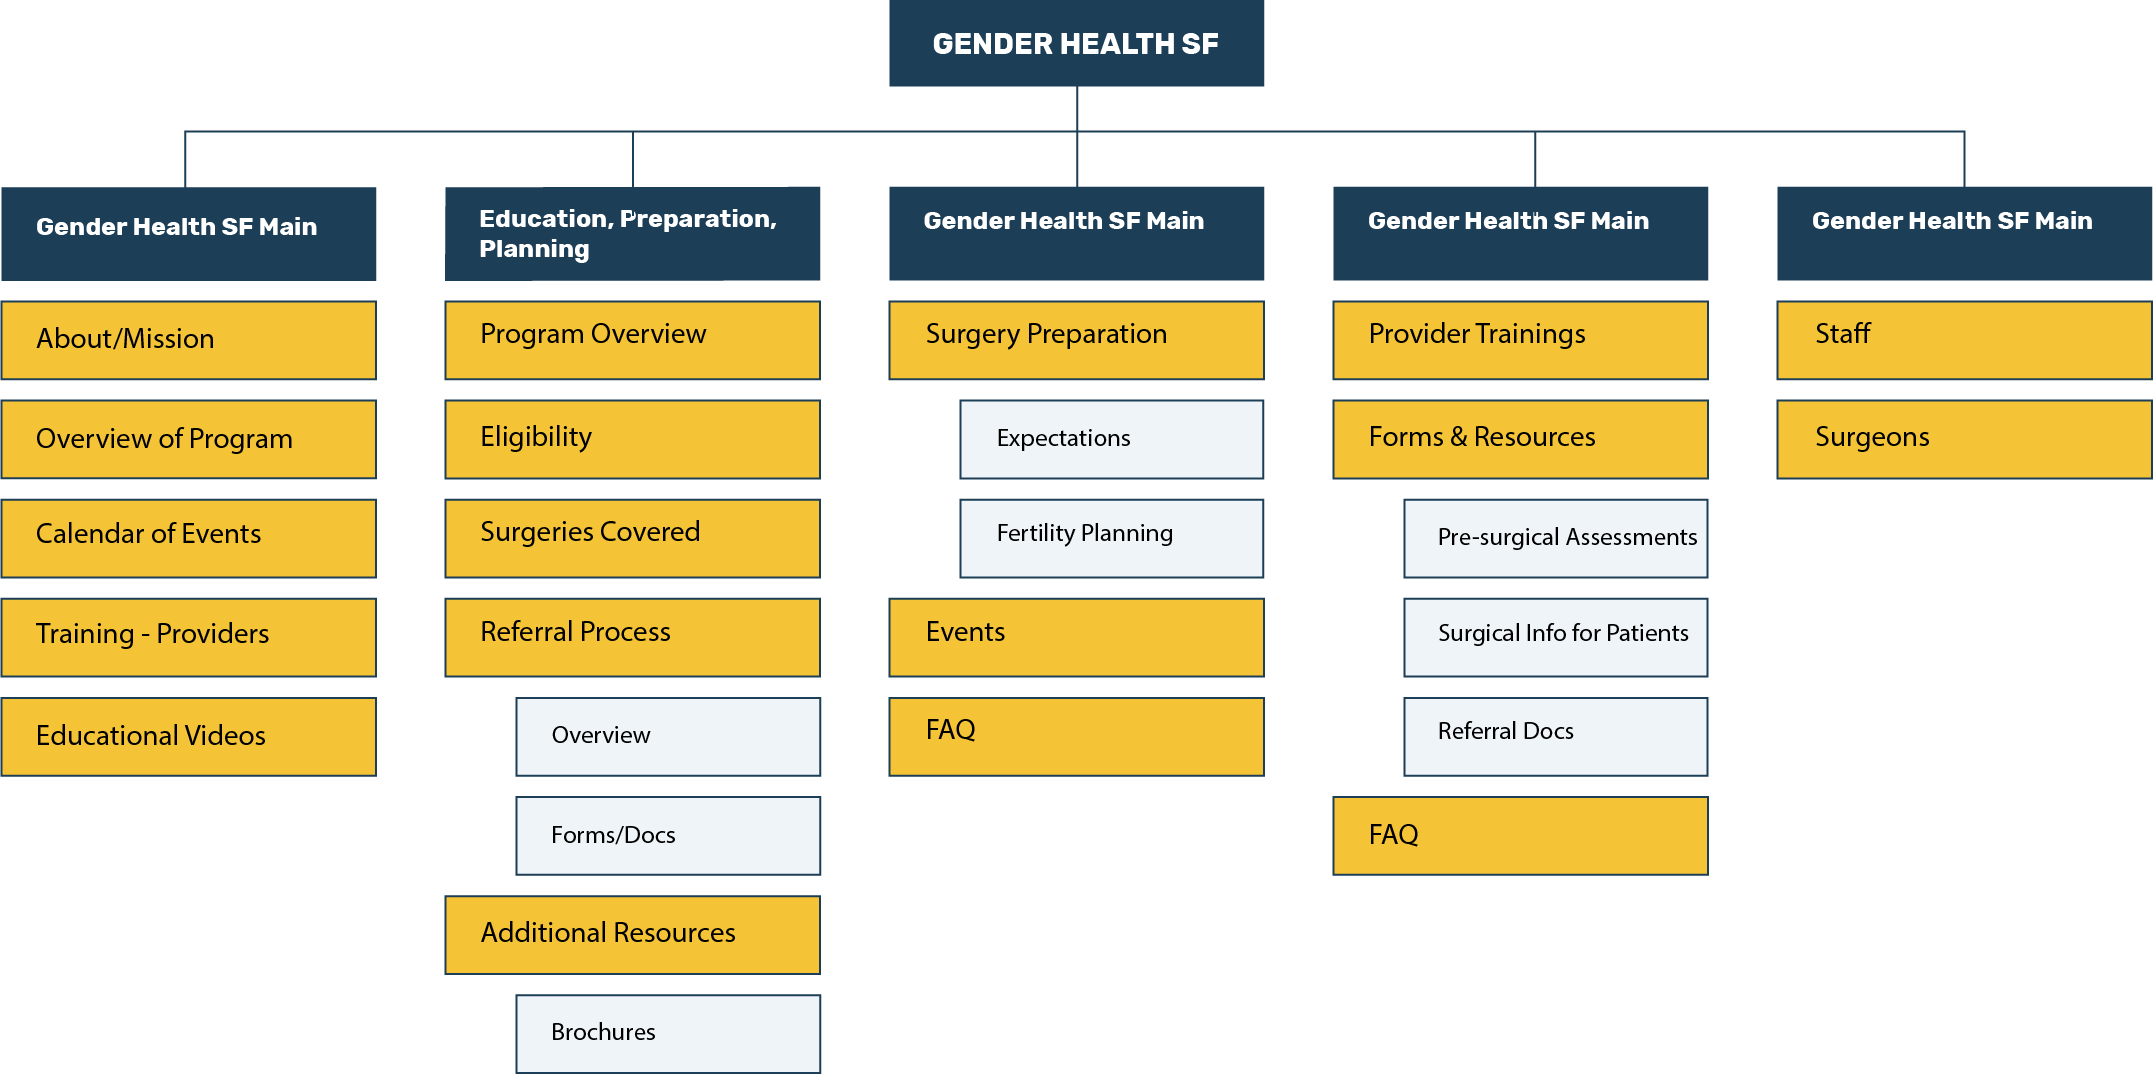 GENDER HEALTH SF
Gender Health SF Main
About/Mission
Overview of Program
Calendar of Events
Training - Providers
Educational Videos
Education, Preparation,
Planning
Program Overview
Eligibility
Surgeries Covered
Referral Process
Overview
Forms/Docs
Additional Resources
Brochures
Gender Health SF Main
Surgery Preparation
Expectations
Fertility Planning
Events
FAQ
Gender Health SF Main
Provider Trainings
Forms & Resources
Pre-surgical Assessments
Surgical Info for Patients
Referral Docs
FAQ
Gender Health SF Main
Staff
Surgeons